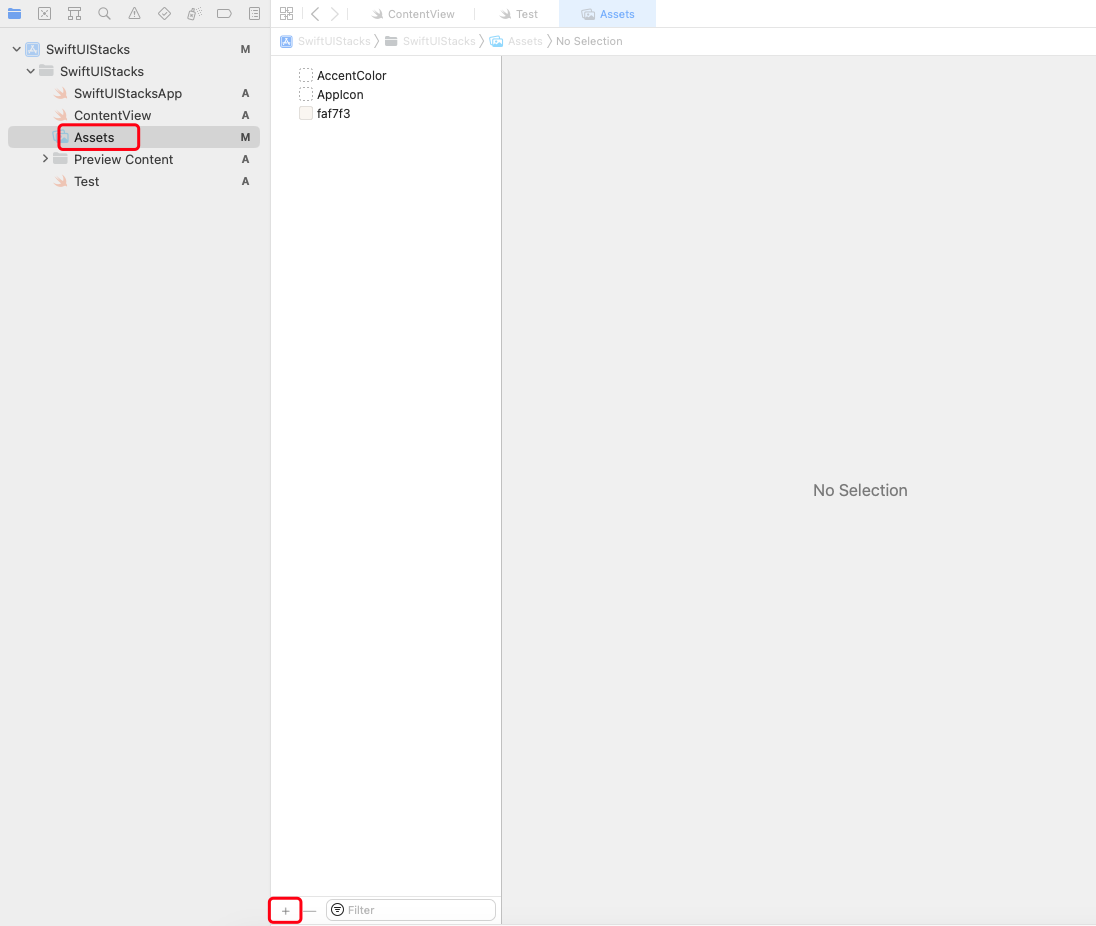 ContentView
Test
Assets
SwiftUIStacks
SwiftUIStacks
Assets
No Selection
SwiftUIStacks M
SwiftUIStacks
SwiftUIStacksApp A
ContentView A
Assets M
Preview Content A
Test A
AccentColor
AppIcon
faf7f3
No Selection
+ — Filter